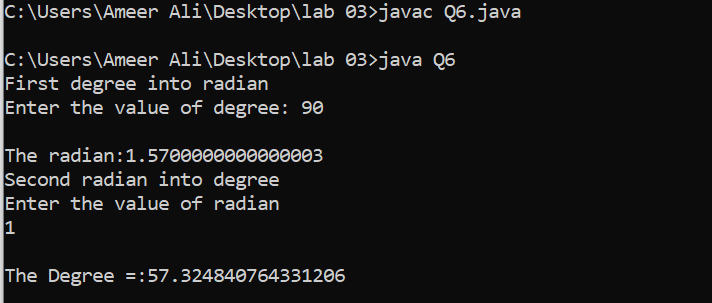 C:\Users\Ameer Ali\Desktop\lab 03>javac Q6.java
C:\Users\Ameer Ali\Desktop\lab 03>java Q6
First degree into radian
Enter the value of degree: 90
The radian:1.5700000000000003
Second radian into degree
Enter the value of radian
1
The Degree =:57.324840764331206